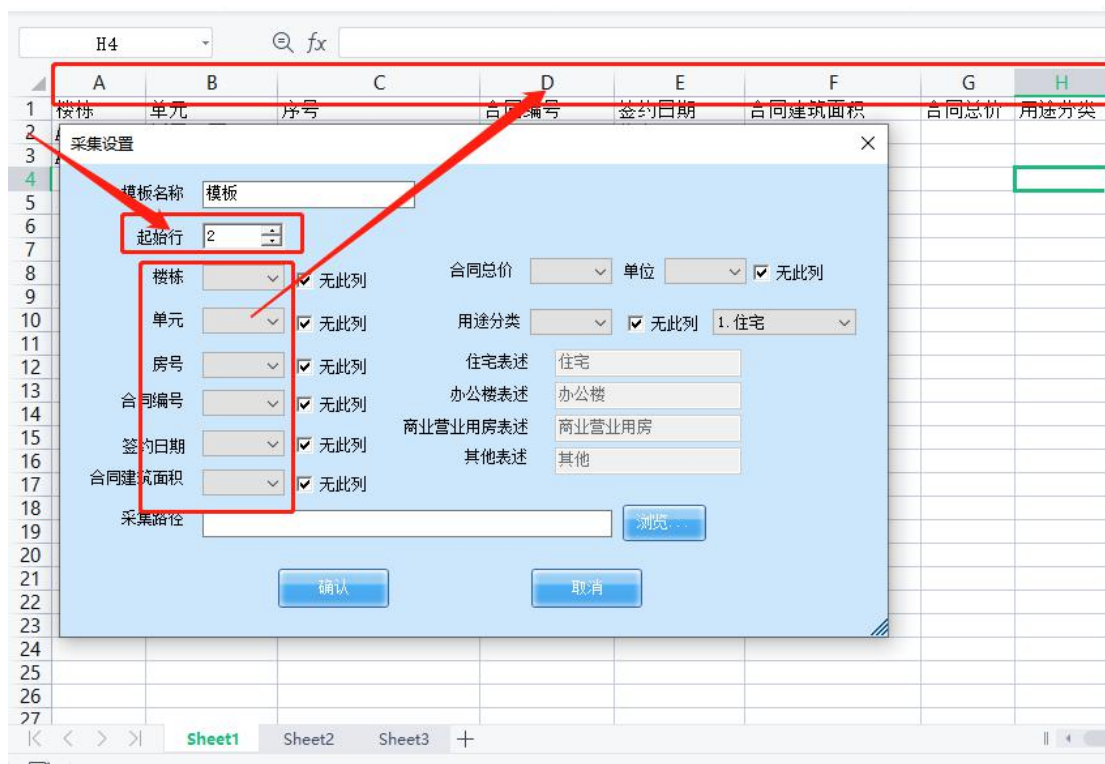 H4 fx
A B C D E F G H
1 楼栋 单元 序号 合同编号 签约日期 合同建筑面积 合同总价 用途分类
2
3 采集设置
4
5 模板名称 模板
6
7 起始行 2
8 楼栋 无此列 合同总价 单位 无此列
9
10 单元 无此列 用途分类 无此列 1.住宅
11
12 房号 无此列 住宅表述 住宅
13 合同编号 无此列 办公楼表述 办公楼
14 商业营业用房表述 商业营业用房
15 签约日期 无此列
16 其他表述 其他
17 合同建筑面积 无此列
18 采集路径 浏览...
19
20
21 确认 取消
22
23
24
25
26
27
Sheet1 Sheet2 Sheet3